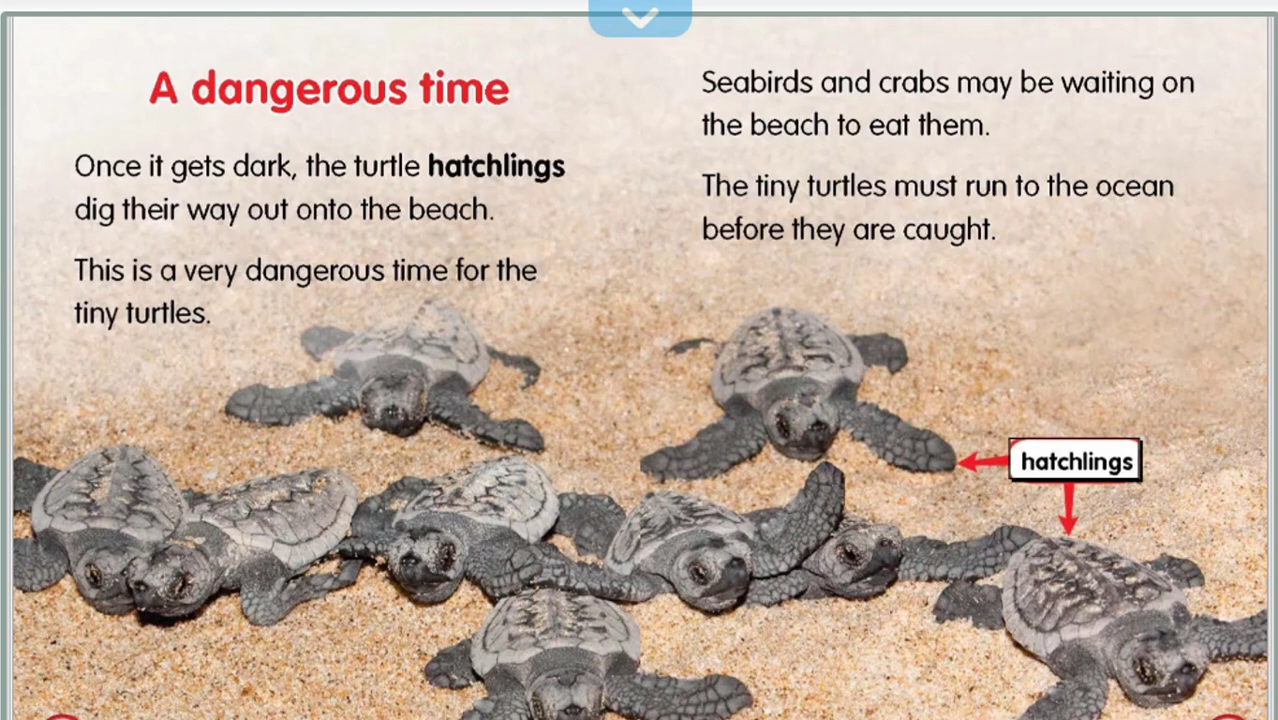 A dangerous time
Once it gets dark, the turtle hatchlings
dig their way out onto the beach.
This is a very dangerous time for the
tiny turtles.
Seabirds and crabs may be waiting on
the beach to eat them.
The tiny turtles must run to the ocean
before they are caught.
hatchlings